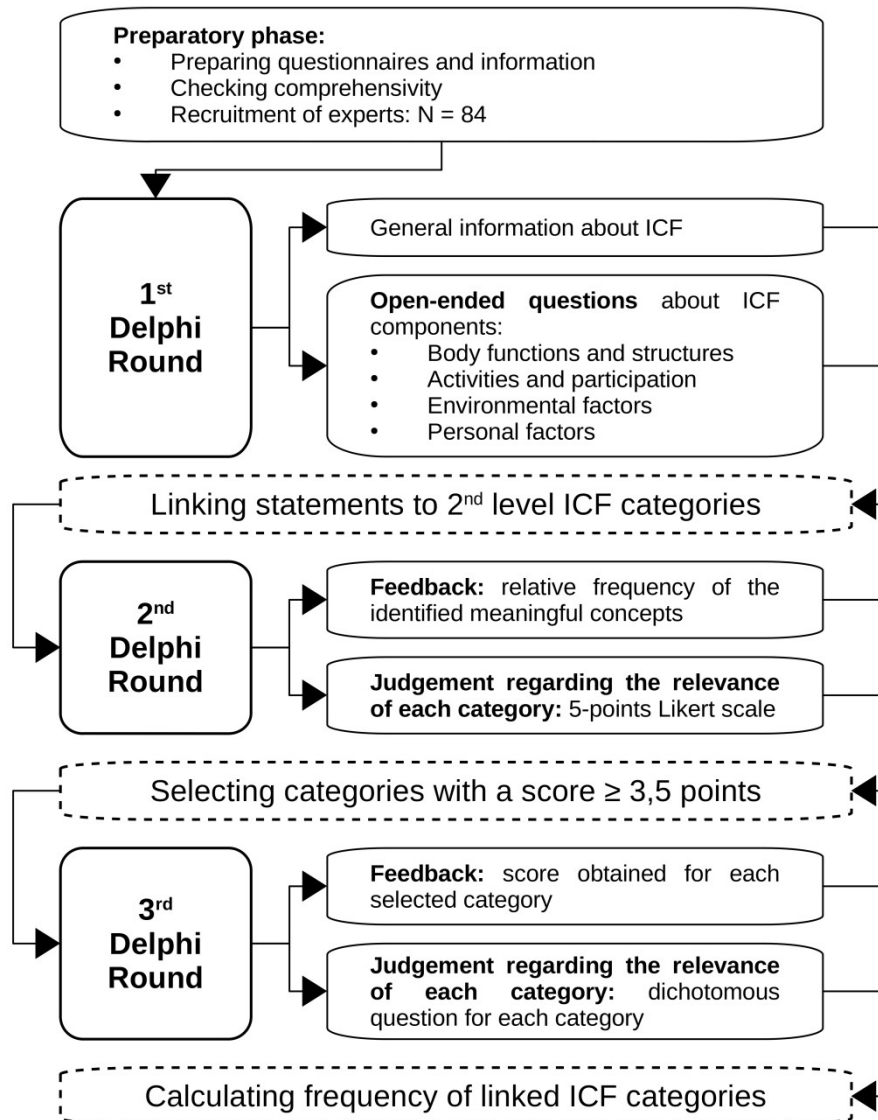 Preparatory phase:
• Preparing questionnaires and information
• Checking comprehensivity
• Recruitment of experts: N = 84
1st
Delphi
Round
General information about ICF
Open-ended questions about ICF
components:
• Body functions and structures
• Activities and participation
• Environmental factors
• Personal factors
Linking statements to 2nd level ICF categories
2nd
Delphi
Round
Feedback: relative frequency of the
identified meaningful concepts
Judgement regarding the relevance
of each category: 5-points Likert scale
Selecting categories with a score ≥ 3,5 points
3rd
Delphi
Round
Feedback: score obtained for each
selected category
Judgement regarding the relevance
of each category: dichotomous
question for each category
Calculating frequency of linked ICF categories